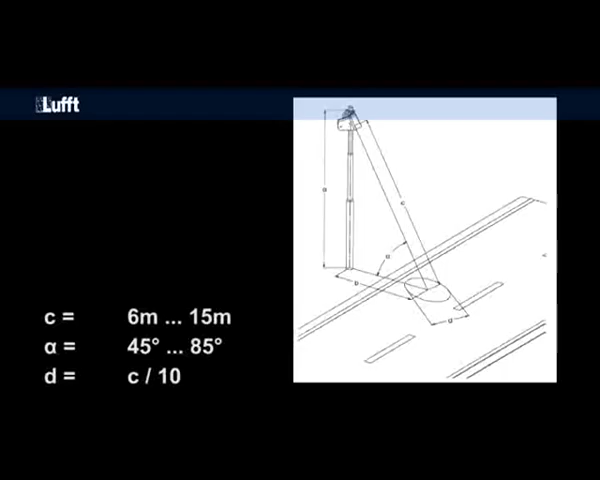 Lufft
a
c
α
b
d
c = 6m ... 15m
α = 45° ... 85°
d = c / 10